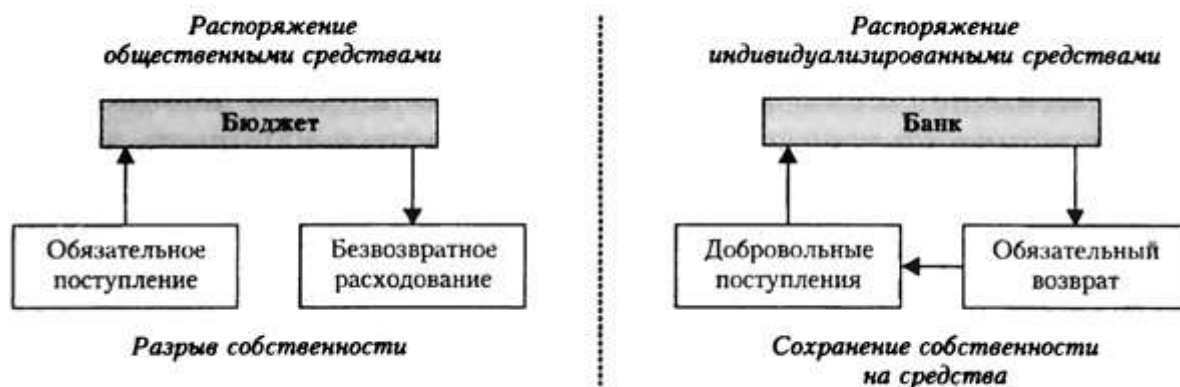 Распоряжение
общественными средствами
Бюджет
Обязательное
поступление
Безвозвратное
расходование
Разрыв собственности
Распоряжение
индивидуализированными средствами
Банк
Добровольные
поступления
Обязательный
возврат
Сохранение собственности
на средства